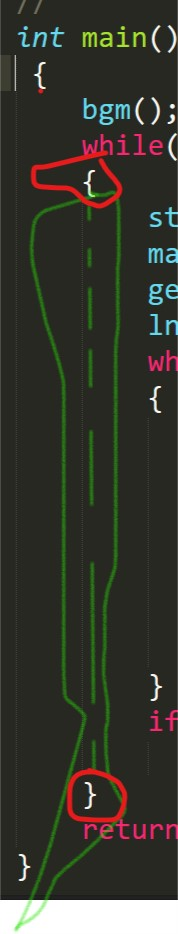 //
int main()
{
bgm();
while(
{
st
ma
ge
ln
wh
{
}
if
}
return
}